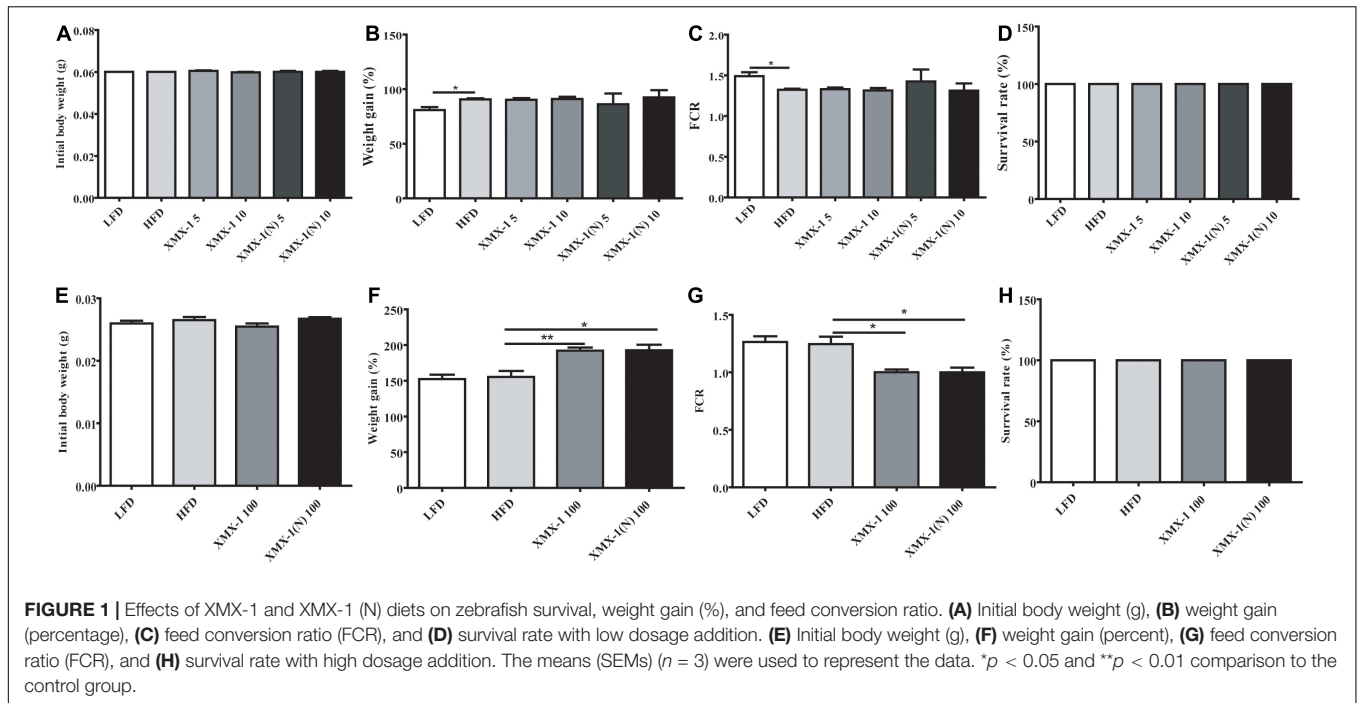 A
Intial body weight (g)
0.08
0.06
0.04
0.02
0.00
LFD
HFD
XMX-1 5
XMX-1 10
XMX-1(N) 5
XMX-1(N) 10
B
Weight gain (%)
150
100
50
0
*
LFD
HFD
XMX-1 5
XMX-1 10
XMX-1(N) 5
XMX-1(N) 10
C
FCR
2.0
1.5
1.0
0.5
0.0
*
LFD
HFD
XMX-1 5
XMX-1 10
XMX-1(N) 5
XMX-1(N) 10
D
Surrvival rate (%)
150
100
50
0
LFD
HFD
XMX-1 5
XMX-1 10
XMX-1(N) 5
XMX-1(N) 10
E
Intial body weight (g)
0.03
0.02
0.01
0.00
LFD
HFD
XMX-1 100
XMX-1(N) 100
F
Weight gain (%)
250
200
150
100
50
0
*
**
LFD
HFD
XMX-1 100
XMX-1(N) 100
G
FCR
1.5
1.0
0.5
0.0
*
*
LFD
HFD
XMX-1 100
XMX-1(N) 100
H
Surrvival rate (%)
150
100
50
0
LFD
HFD
XMX-1 100
XMX-1(N) 100
FIGURE 1 | Effects of XMX-1 and XMX-1 (N) diets on zebrafish survival, weight gain (%), and feed conversion ratio. (A) Initial body weight (g), (B) weight gain
(percentage), (C) feed conversion ratio (FCR), and (D) survival rate with low dosage addition. (E) Initial body weight (g), (F) weight gain (percent), (G) feed conversion
ratio (FCR), and (H) survival rate with high dosage addition. The means (SEMs) (n = 3) were used to represent the data. *p < 0.05 and **p < 0.01 comparison to the
control group.